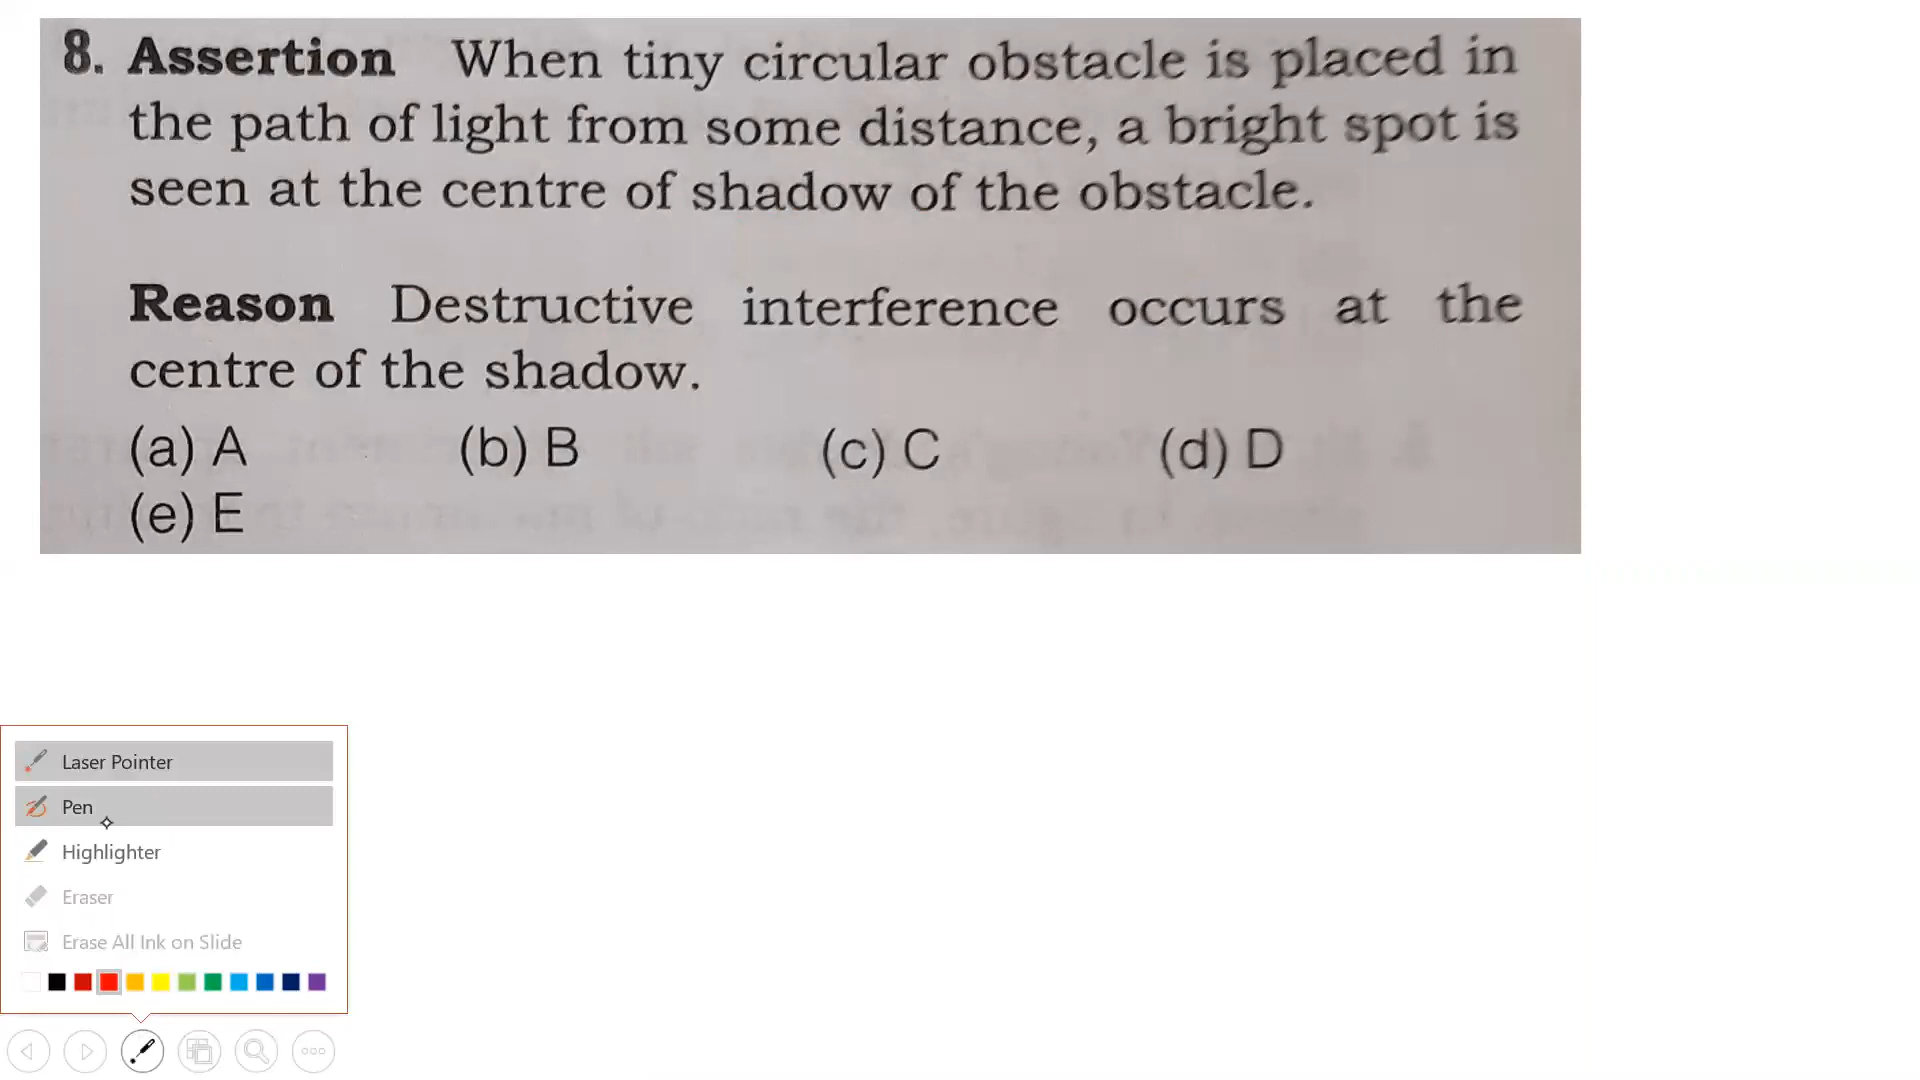 8. Assertion When tiny circular obstacle is placed in
the path of light from some distance, a bright spot is
seen at the centre of shadow of the obstacle.
Reason Destructive interference occurs at the
centre of the shadow.
(a) A (b) B (c) C (d) D
(e) E
Laser Pointer
Pen
Highlighter
Eraser
Erase All Ink on Slide